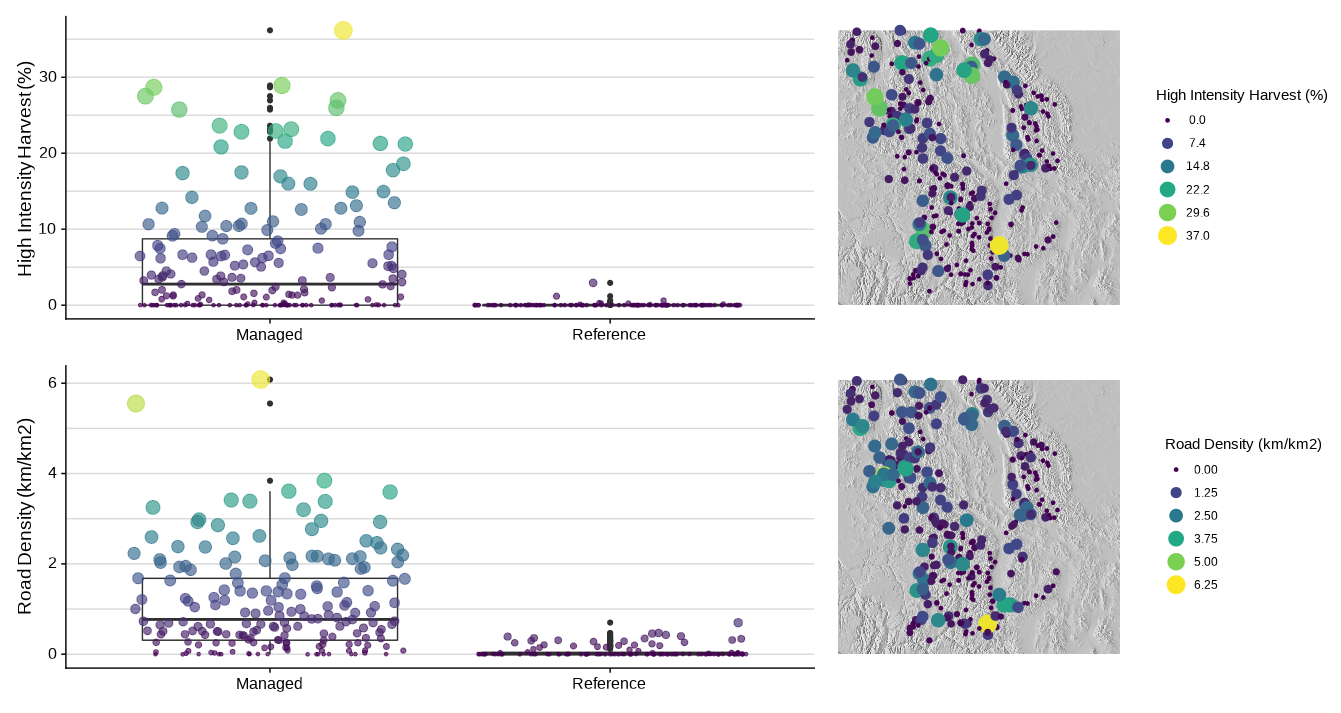 High Intensity Harvest (%)
30
20
10
0
Managed
Reference
High Intensity Harvest (%)
0.0
7.4
14.8
22.2
29.6
37.0
Road Density (km/km2)
6
4
2
0
Managed
Reference
Road Density (km/km2)
0.00
1.25
2.50
3.75
5.00
6.25